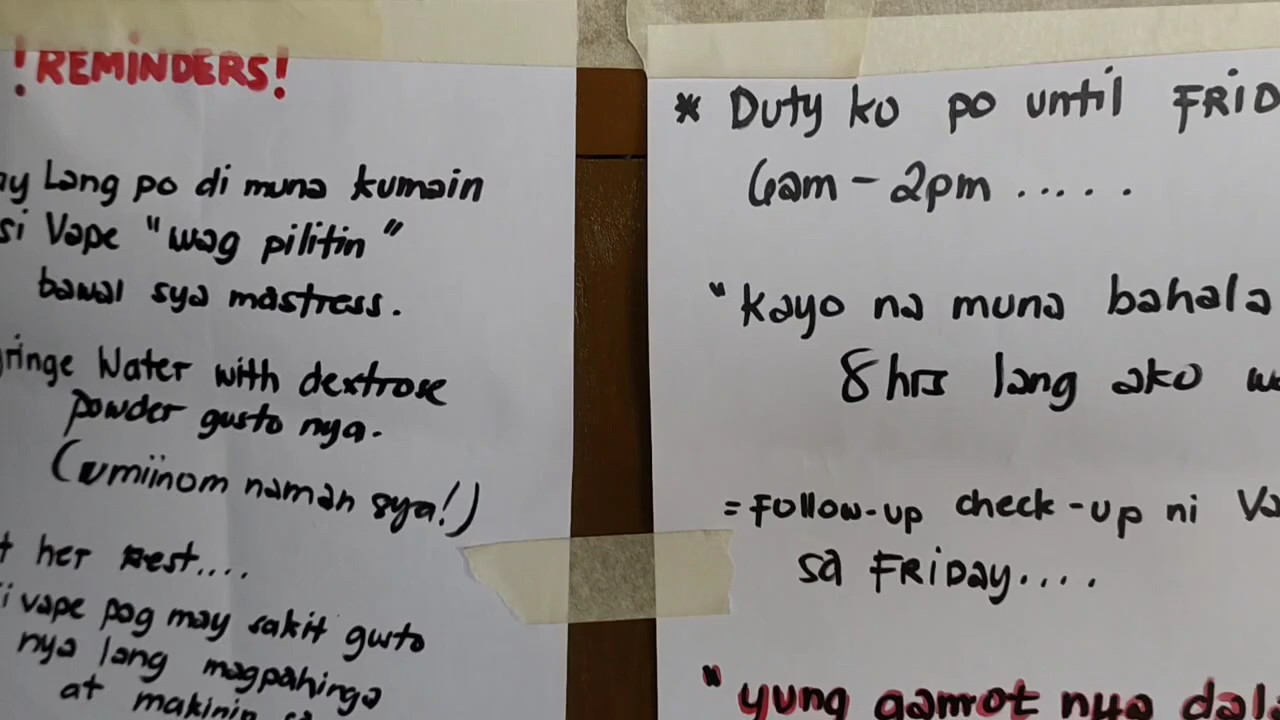 !REMINDERS!
Lang po di muna kumain
si Vape "wag pilitin"
bawal sya mastress.
Water with dextrose
powder gusto nya.
(umiinom naman sya!)
her rest....
vape pag may sakit gusto
nya lang magpahinga
at makinin
* Duty ko po until
6am - 2pm .....
"kayo na muna bahala
8hrs lang ako
= Follow-up check-up ni
sa FRIDAY....
"yung gamot nya